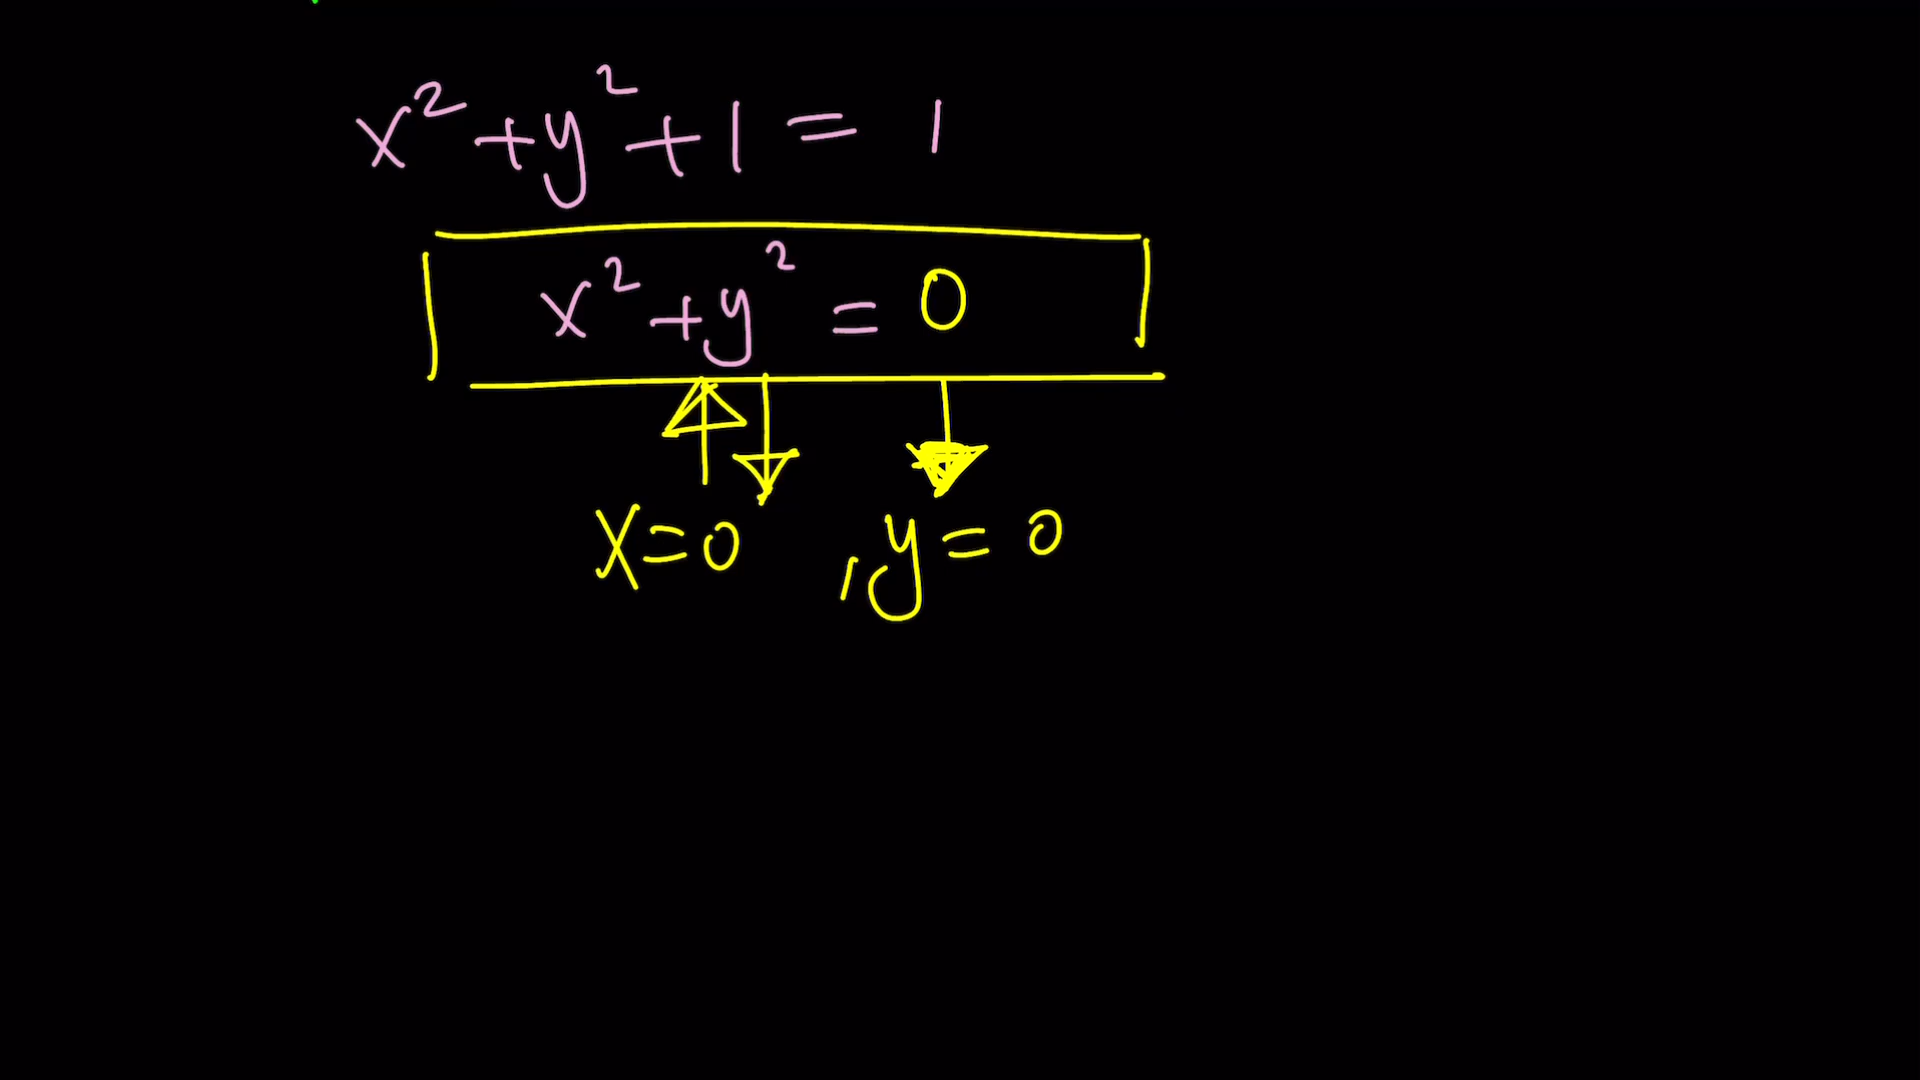 x² + y² + 1 = 1
x² + y² = 0
x = 0 , y = 0